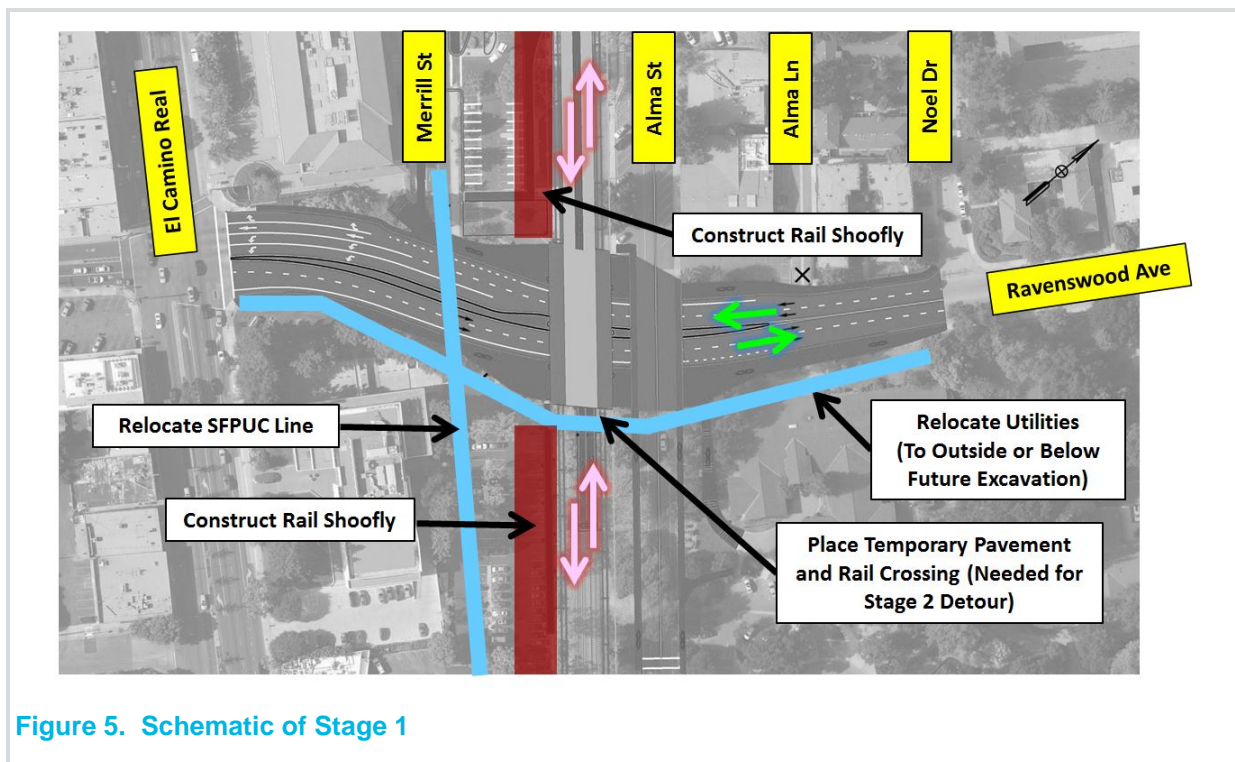 El Camino Real
Merrill St
Alma St
Alma Ln
Noel Dr
Construct Rail Shoofly
Ravenswood Ave
Relocate SFPUC Line
Relocate Utilities
(To Outside or Below
Future Excavation)
Construct Rail Shoofly
Place Temporary Pavement
and Rail Crossing (Needed for
Stage 2 Detour)
Figure 5. Schematic of Stage 1